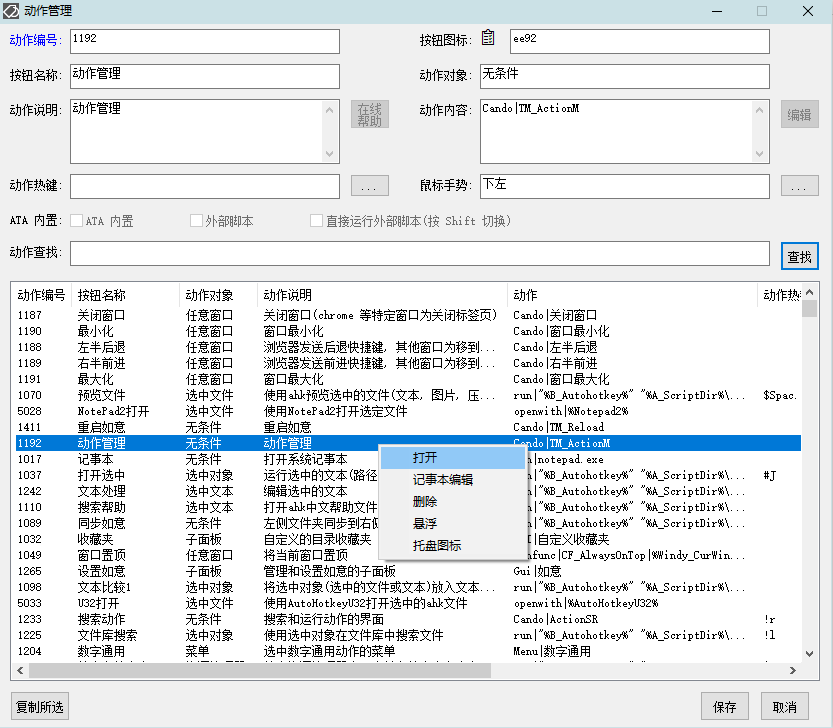 动作管理
动作编号: 1192 按钮图标: ee92
按钮名称: 动作管理 动作对象: 无条件
动作说明: 动作管理 在线帮助 动作内容: Cando|TM_ActionM 编辑
动作热键: ... 鼠标手势: 下左 ...
ATA 内置: ATA 内置 外部脚本 直接运行外部脚本(按 Shift 切换)
动作查找: 查找
动作编号 按钮名称 动作对象 动作说明 动作 动作热
1187 关闭窗口 任意窗口 关闭窗口(chrome 等特定窗口为关闭标签页) Cando|关闭窗口
1190 最小化 任意窗口 窗口最小化 Cando|窗口最小化
1188 左半后退 任意窗口 浏览器发送后退快捷键, 其他窗口为移到... Cando|左半后退
1189 右半前进 任意窗口 浏览器发送前进快捷键, 其他窗口为移到... Cando|右半前进
1191 最大化 任意窗口 窗口最大化 Cando|窗口最大化
1070 预览文件 选中文件 使用ahk预览选中的文件(文本, 图片, 压... run|"%B_Autohotkey%" "%A_ScriptDir%\... $Spac.
5028 NotePad2打开 选中文件 使用NotePad2打开选定文件 openwith|%Notepad2%
1411 重启如意 无条件 重启如意 Cando|TM_Reload
1192 动作管理 无条件 动作管理 Cando|TM_ActionM
1017 记事本 无条件 打开系统记事本 |notepad.exe
1037 打开选中 选中对象 运行选中的文本(路径 |"%B_Autohotkey%" "%A_ScriptDir%\... #J
1242 文本处理 选中文本 编辑选中的文本 |"%B_Autohotkey%" "%A_ScriptDir%\...
1110 搜索帮助 选中文本 打开ahk中文帮助文件 |"%B_Autohotkey%" "%A_ScriptDir%\...
1089 同步如意 无条件 左侧文件夹同步到右侧 |"%B_Autohotkey%" "%A_ScriptDir%\...
1032 收藏夹 子面板 自定义的目录收藏夹 |自定义收藏夹
1049 窗口置顶 任意窗口 将当前窗口置顶 func|CF_AlwaysOnTop|%Windy_CurWin...
1265 设置如意 子面板 管理和设置如意的子面板 Gui|如意
1098 文本比较1 选中对象 将选中对象(选中的文件或文本)放入文本... run|"%B_Autohotkey%" "%A_ScriptDir%\...
5033 U32打开 选中文件 使用AutoHotkeyU32打开选中的ahk文件 openwith|%AutoHotkeyU32%
1233 搜索动作 无条件 搜索和运行动作的界面 Cando|ActionSR !r
1225 文件库搜索 选中对象 使用选中对象在文件库中搜索文件 run|"%B_Autohotkey%" "%A_ScriptDir%\... !l
1204 数字通用 菜单 选中数字通用动作的菜单 Menu|数字通用
打开
记事本编辑
删除
悬浮
托盘图标
复制所选 保存 取消